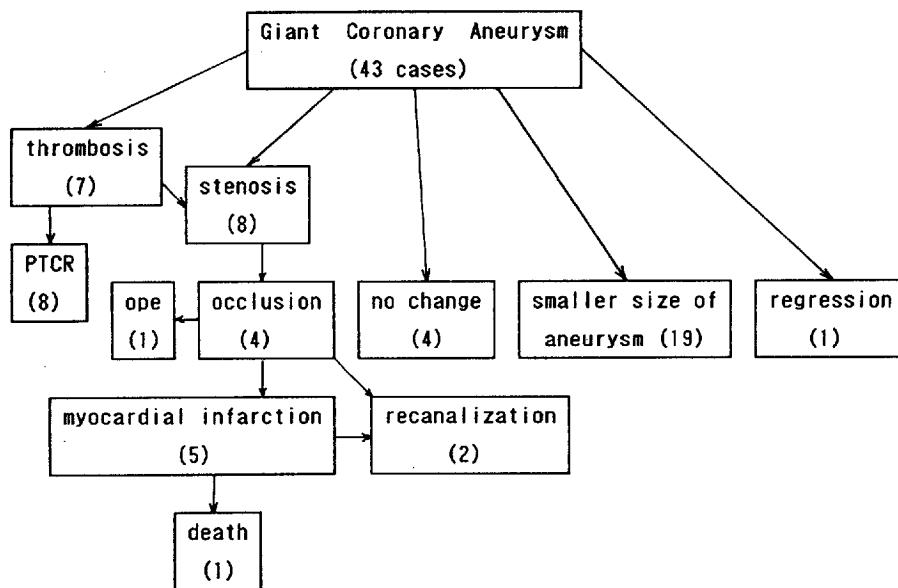 Giant Coronary Aneurysm
(43 cases)
thrombosis
(7)
stenosis
(8)
PTCR
(8)
ope
(1)
occlusion
(4)
no change
(4)
smaller size of
aneurysm (19)
regression
(1)
myocardial infarction
(5)
recanalization
(2)
death
(1)